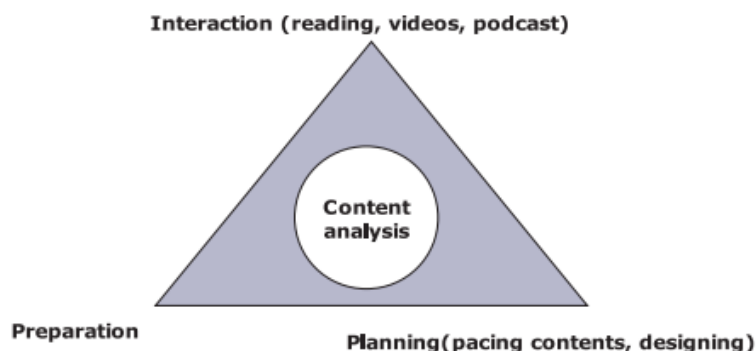 Interaction (reading, videos, podcast)
Content
analysis
Preparation
Planning(pacing contents, designing)